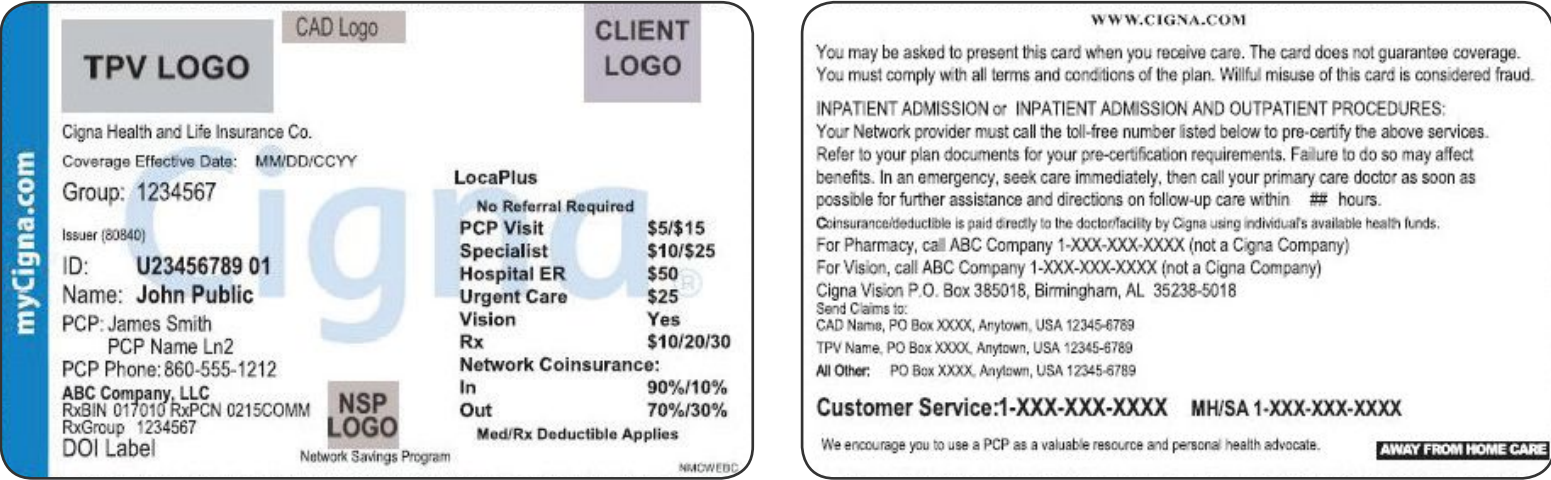 myCigna.com
TPV LOGO
CAD Logo
CLIENT
LOGO
Cigna
Cigna Health and Life Insurance Co.
Coverage Effective Date: MM/DD/CCYY
Group: 1234567
Issuer (80840)
ID: U23456789 01
Name: John Public
PCP: James Smith
PCP Name Ln2
PCP Phone: 860-555-1212
ABC Company, LLC
RxBIN 017010 RxPCN 0215COMM
RxGroup 1234567
DOI Label
NSP
LOGO
Network Savings Program
LocaPlus
No Referral Required
PCP Visit $5/$15
Specialist $10/$25
Hospital ER $50
Urgent Care $25
Vision Yes
Rx $10/20/30
Network Coinsurance:
In 90%/10%
Out 70%/30%
Med/Rx Deductible Applies
NMCWEBC
WWW.CIGNA.COM
You may be asked to present this card when you receive care. The card does not guarantee coverage.
You must comply with all terms and conditions of the plan. Willful misuse of this card is considered fraud.
INPATIENT ADMISSION or INPATIENT ADMISSION AND OUTPATIENT PROCEDURES:
Your Network provider must call the toll-free number listed below to pre-certify the above services.
Refer to your plan documents for your pre-certification requirements. Failure to do so may affect
benefits. In an emergency, seek care immediately, then call your primary care doctor as soon as
possible for further assistance and directions on follow-up care within ## hours.
Coinsurance/deductible is paid directly to the doctor/facility by Cigna using individual's available health funds.
For Pharmacy, call ABC Company 1-XXX-XXX-XXXX (not a Cigna Company)
For Vision, call ABC Company 1-XXX-XXX-XXXX (not a Cigna Company)
Cigna Vision P.O. Box 385018, Birmingham, AL 35238-5018
Send Claims to:
CAD Name, PO Box XXXX, Anytown, USA 12345-6789
TPV Name, PO Box XXXX, Anytown, USA 12345-6789
All Other: PO Box XXXX, Anytown, USA 12345-6789
Customer Service:1-XXX-XXX-XXXX MH/SA 1-XXX-XXX-XXXX
We encourage you to use a PCP as a valuable resource and personal health advocate.
AWAY FROM HOME CARE